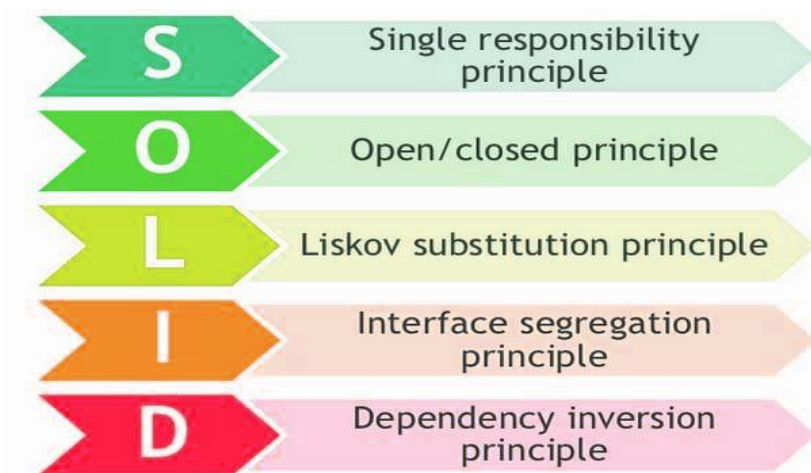 S
Single responsibility
principle
O
Open/closed principle
L
Liskov substitution principle
I
Interface segregation
principle
D
Dependency inversion
principle